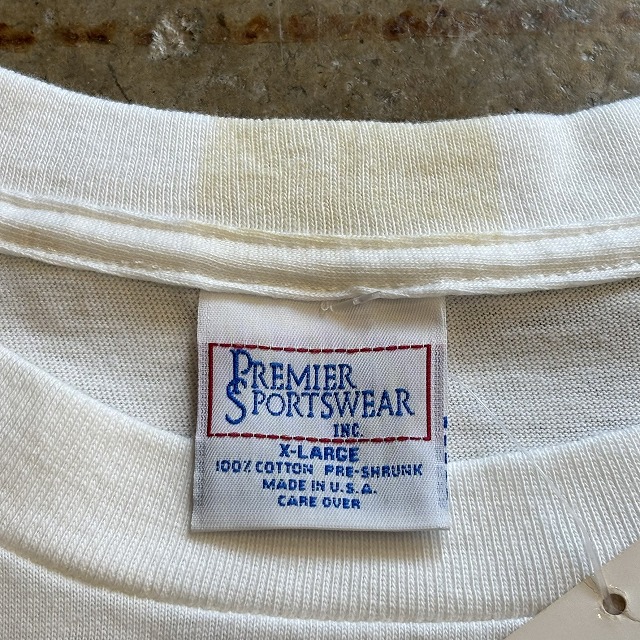 PREMIER
SPORTSWEAR
INC.
X-LARGE
100% COTTON PRE-SHRUNK
MADE IN U.S.A.
CARE OVER